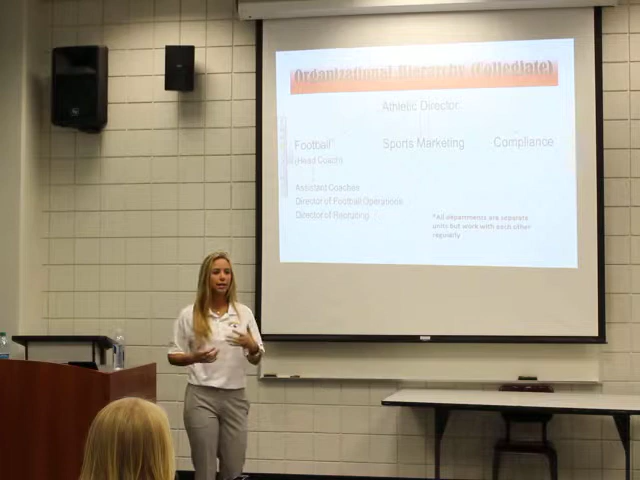 Organizational Hierarchy (Collegiate)
Athletic Director
Football Sports Marketing Compliance
(Head Coach)
Assistant Coaches
Director of Football Operations
Director of Recruiting
*All departments are separate
units but work with each other
regularly